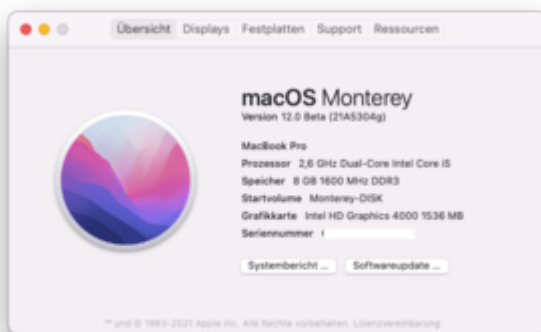 Übersicht Displays Festplatten Support Ressourcen
macOS Monterey
Version 12.0 Beta (21A5304g)
MacBook Pro
Prozessor 2,6 GHz Dual-Core Intel Core i5
Speicher 8 GB 1600 MHz DDR3
Startvolume Monterey-DISK
Grafikkarte Intel HD Graphics 4000 1536 MB
Seriennummer
Systembericht ... Softwareupdate ...
™ und © 1983-2021 Apple Inc. Alle Rechte vorbehalten. Lizenzvereinbarung